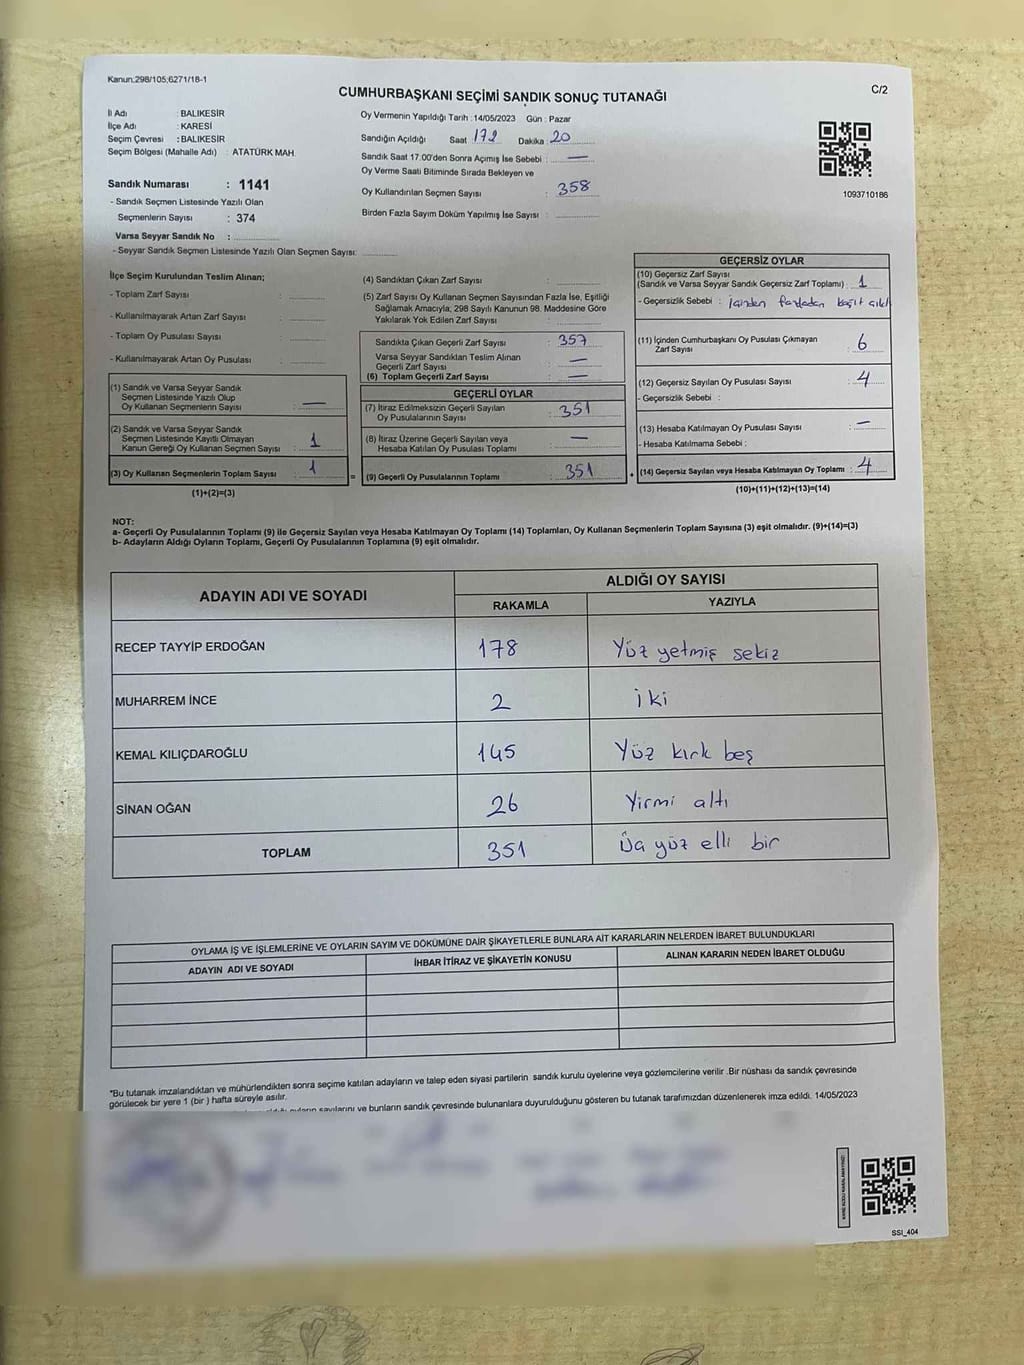 Kanun:298/105;6271/18-1
C/2
CUMHURBAŞKANI SEÇİMİ SANDIK SONUÇ TUTANAĞI
İl Adı : BALIKESİR
İlçe Adı : KARESİ
Seçim Çevresi : BALIKESİR
Seçim Bölgesi (Mahalle Adı) : ATATÜRK MAH.
Sandık Numarası : 1141
- Sandık Seçmen Listesinde Yazılı Olan
Seçmenlerin Sayısı : 374
Varsa Seyyar Sandık No :
- Seyyar Sandık Seçmen Listesinde Yazılı Olan Seçmen Sayısı:
Oy Vermenin Yapıldığı Tarih : 14/05/2023 Gün : Pazar
Sandığın Açıldığı Saat Dakika : 20
Sandık Saat 17:00'den Sonra Açımış İse Sebebi : —
Oy Verme Saati Bitiminde Sırada Bekleyen ve
Oy Kullandırılan Seçmen Sayısı : 358
Birden Fazla Sayım Döküm Yapılmış İse Sayısı :
1093710186
İlçe Seçim Kurulundan Teslim Alınan;
- Toplam Zarf Sayısı :
- Kullanılmayarak Artan Zarf Sayısı :
- Toplam Oy Pusulası Sayısı :
- Kullanılmayarak Artan Oy Pusulası :
(1) Sandık ve Varsa Seyyar Sandık
Seçmen Listesinde Yazılı Olup
Oy Kullanan Seçmenlerin Sayısı : —
(2) Sandık ve Varsa Seyyar Sandık
Seçmen Listesinde Kayıtlı Olmayan
Kanun Gereği Oy Kullanan Seçmen Sayısı : 1
(3) Oy Kullanan Seçmenlerin Toplam Sayısı : 1
(1)+(2)=(3)
=
(4) Sandıktan Çıkan Zarf Sayısı :
(5) Zarf Sayısı Oy Kullanan Seçmen Sayısından Fazla İse, Eşitliği
Sağlamak Amacıyla, 298 Sayılı Kanunun 98. Maddesine Göre
Yakılarak Yok Edilen Zarf Sayısı :
Sandıkta Çıkan Geçerli Zarf Sayısı : 357
Varsa Seyyar Sandıktan Teslim Alınan
Geçerli Zarf Sayısı : —
(6) Toplam Geçerli Zarf Sayısı : —
GEÇERLİ OYLAR
(7) İtiraz Edilmeksizin Geçerli Sayılan
Oy Pusulalarının Sayısı : 351
(8) İtiraz Üzerine Geçerli Sayılan veya
Hesaba Katılan Oy Pusulası Toplamı : —
(9) Geçerli Oy Pusulalarının Toplamı : 351
+
GEÇERSİZ OYLAR
(10) Geçersiz Zarf Sayısı
(Sandık ve Varsa Seyyar Sandık Geçersiz Zarf Toplamı) : 1
- Geçersizlik Sebebi : içinden fazladan
(11) İçinden Cumhurbaşkanı Oy Pusulası Çıkmayan
Zarf Sayısı : 6
(12) Geçersiz Sayılan Oy Pusulası Sayısı : 4
- Geçersizlik Sebebi :
(13) Hesaba Katılmayan Oy Pusulası Sayısı : —
- Hesaba Katılmama Sebebi :
(14) Geçersiz Sayılan veya Hesaba Katılmayan Oy Toplamı : 4
(10)+(11)+(12)+(13)=(14)
NOT:
a- Geçerli Oy Pusulalarının Toplamı (9) ile Geçersiz Sayılan veya Hesaba Katılmayan Oy Toplamı (14) Toplamları, Oy Kullanan Seçmenlerin Toplam Sayısına (3) eşit olmalıdır. (9)+(14)=(3)
b- Adayların Aldığı Oyların Toplamı, Geçerli Oy Pusulalarının Toplamına (9) eşit olmalıdır.
ADAYIN ADI VE SOYADI
ALDIĞI OY SAYISI
RAKAMLA YAZIYLA
RECEP TAYYİP ERDOĞAN 178 Yüz yetmiş sekiz
MUHARREM İNCE 2 iki
KEMAL KILIÇDAROĞLU 145 Yüz kırk beş
SİNAN OĞAN 26 Yirmi altı
TOPLAM 351 Üç yüz elli bir
OYLAMA İŞ VE İŞLEMLERİNE VE OYLARIN SAYIM VE DÖKÜMÜNE DAİR ŞİKAYETLERLE BUNLARA AİT KARARLARIN NELERDEN İBARET BULUNDUKLARI
ADAYIN ADI VE SOYADI İHBAR İTİRAZ VE ŞİKAYETİN KONUSU ALINAN KARARIN NEDEN İBARET OLDUĞU
*Bu tutanak imzalandıktan ve mühürlendikten sonra seçime katılan adayların ve talep eden siyasi partilerin sandık kurulu üyelerine veya gözlemcilerine verilir .Bir nüshası da sandık çevresinde
görülecek bir yere 1 (bir ) hafta süreyle asılır.
oyların sayılarını ve bunların sandık çevresinde bulunanlara duyurulduğunu gösteren bu tutanak tarafımızdan düzenlenerek imza edildi. 14/05/2023
SSI_404